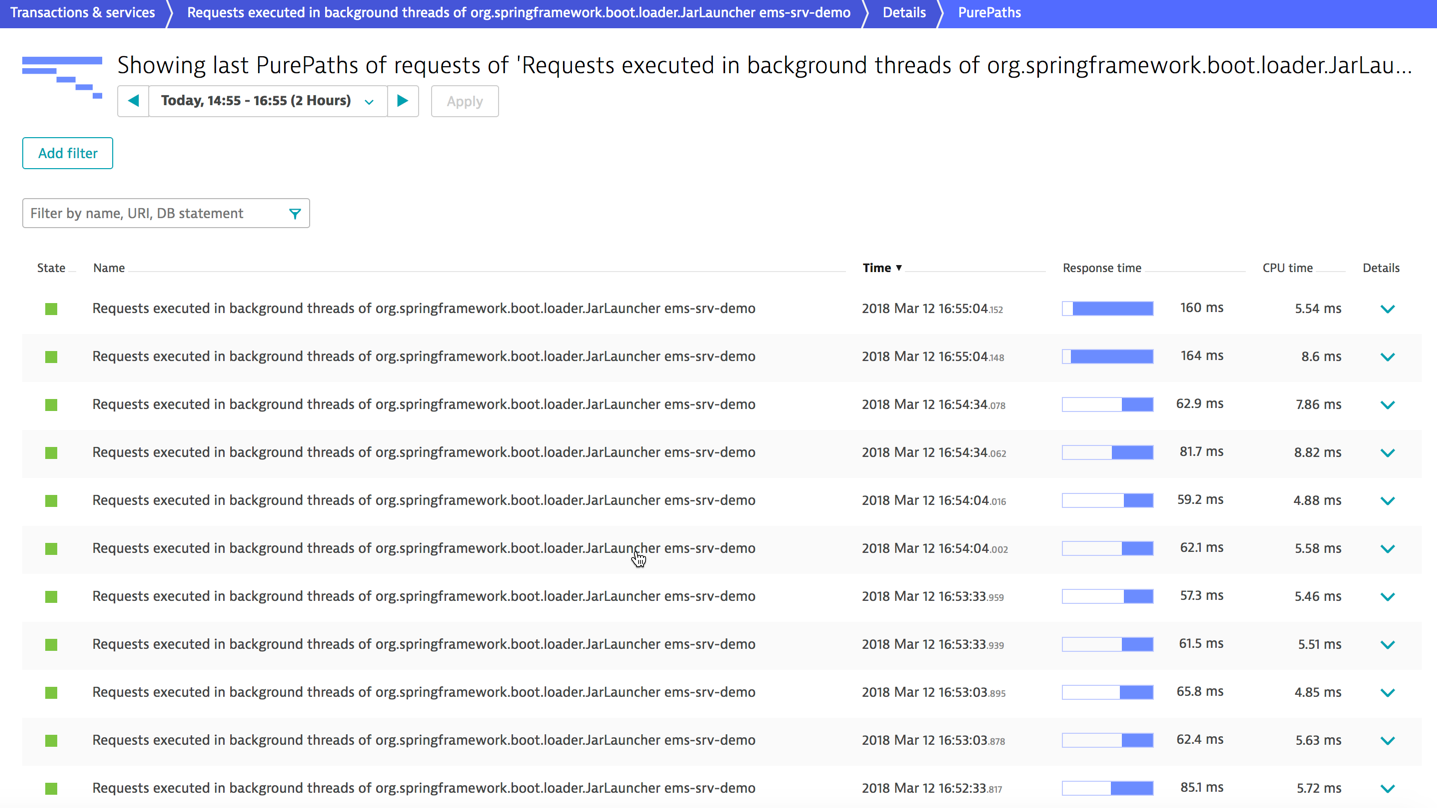 Transactions & services Requests executed in background threads of org.springframework.boot.loader.JarLauncher ems-srv-demo Details PurePaths
Showing last PurePaths of requests of 'Requests executed in background threads of org.springframework.boot.loader.JarLau...
Today, 14:55 - 16:55 (2 Hours) Apply
Add filter
Filter by name, URI, DB statement
State Name Time ▼ Response time CPU time Details
Requests executed in background threads of org.springframework.boot.loader.JarLauncher ems-srv-demo 2018 Mar 12 16:55:04.152 160 ms 5.54 ms
Requests executed in background threads of org.springframework.boot.loader.JarLauncher ems-srv-demo 2018 Mar 12 16:55:04.148 164 ms 8.6 ms
Requests executed in background threads of org.springframework.boot.loader.JarLauncher ems-srv-demo 2018 Mar 12 16:54:34.078 62.9 ms 7.86 ms
Requests executed in background threads of org.springframework.boot.loader.JarLauncher ems-srv-demo 2018 Mar 12 16:54:34.062 81.7 ms 8.82 ms
Requests executed in background threads of org.springframework.boot.loader.JarLauncher ems-srv-demo 2018 Mar 12 16:54:04.016 59.2 ms 4.88 ms
Requests executed in background threads of org.springframework.boot.loader.JarLauncher ems-srv-demo 2018 Mar 12 16:54:04.002 62.1 ms 5.58 ms
Requests executed in background threads of org.springframework.boot.loader.JarLauncher ems-srv-demo 2018 Mar 12 16:53:33.959 57.3 ms 5.46 ms
Requests executed in background threads of org.springframework.boot.loader.JarLauncher ems-srv-demo 2018 Mar 12 16:53:33.939 61.5 ms 5.51 ms
Requests executed in background threads of org.springframework.boot.loader.JarLauncher ems-srv-demo 2018 Mar 12 16:53:03.895 65.8 ms 4.85 ms
Requests executed in background threads of org.springframework.boot.loader.JarLauncher ems-srv-demo 2018 Mar 12 16:53:03.878 62.4 ms 5.63 ms
Requests executed in background threads of org.springframework.boot.loader.JarLauncher ems-srv-demo 2018 Mar 12 16:52:33.817 85.1 ms 5.72 ms